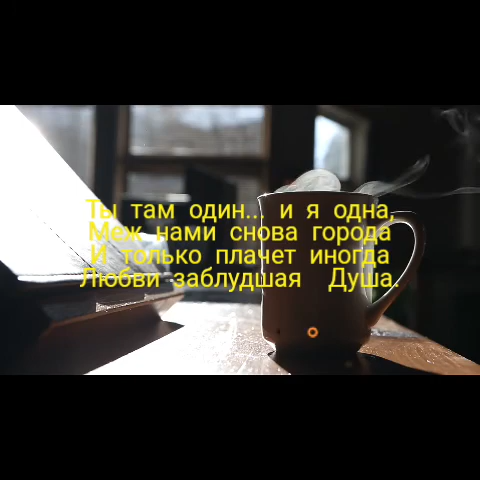 Ты там один... и я одна,
Меж нами снова города
И только плачет иногда
Любви заблудшая Душа.